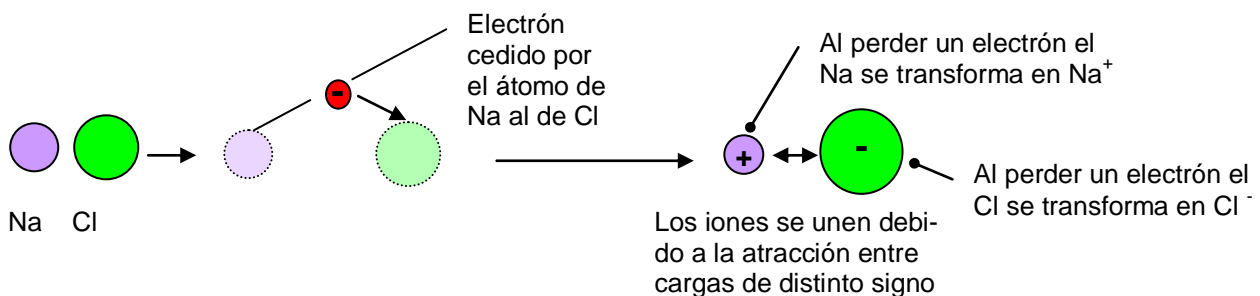 Electrón
cedido por
el átomo de
Na al de Cl
Al perder un electrón el
Na se transforma en Na⁺
-
+
-
Al perder un electrón el
Cl se transforma en Cl ⁻
Na Cl
Los iones se unen debi-
do a la atracción entre
cargas de distinto signo